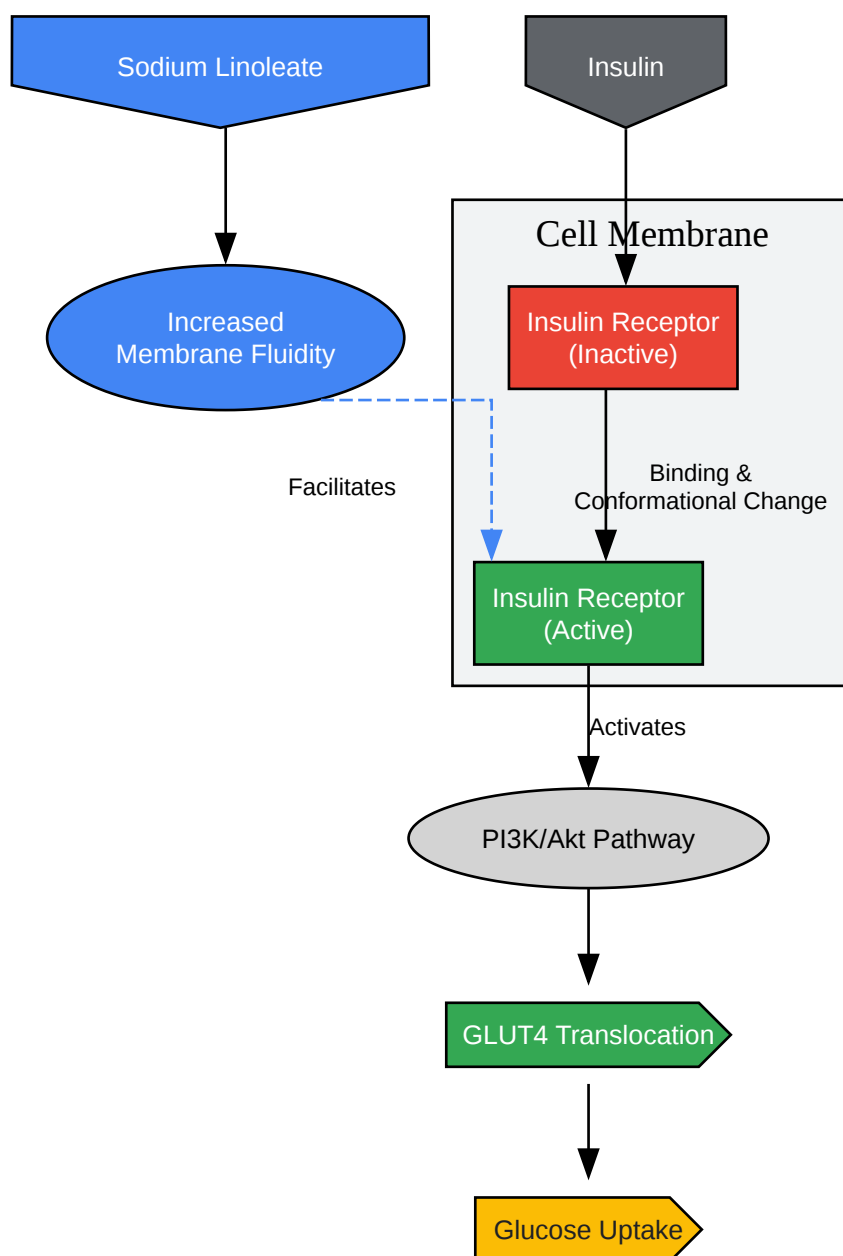 Sodium Linoleate
Insulin
Cell Membrane
Increased
Membrane Fluidity
Insulin Receptor
(Inactive)
Facilitates
Binding &
Conformational Change
Insulin Receptor
(Active)
Activates
PI3K/Akt Pathway
GLUT4 Translocation
Glucose Uptake